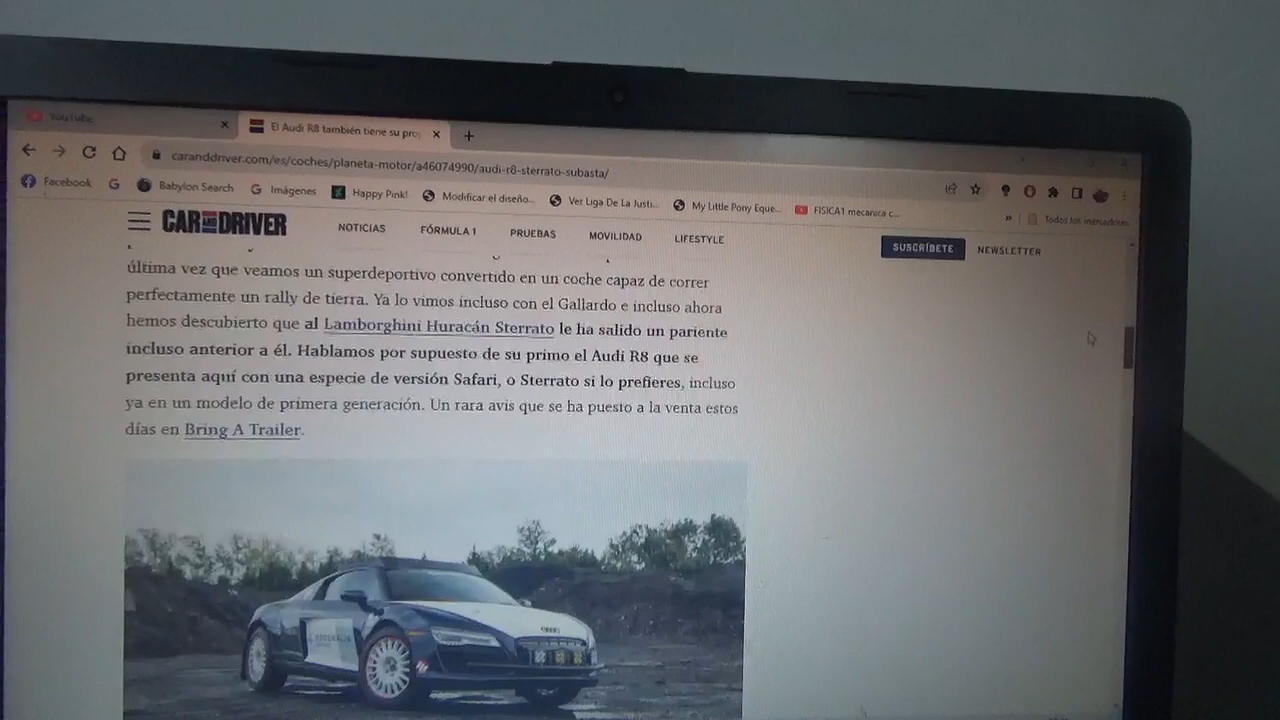 YouTube
El Audi R8 también tiene su pro
caranddriver.com/es/coches/planeta-motor/a46074990/audi-r8-sterrato-subasta/
Facebook
Babylon Search
Imágenes
Happy Pink!
Modificar el diseño...
Ver Liga De La Justi...
My Little Pony Eque...
FISICA1 mecanica c...
»
Todos los marcadores
CAR AND DRIVER
NOTICIAS
FÓRMULA 1
PRUEBAS
MOVILIDAD
LIFESTYLE
SUSCRÍBETE
NEWSLETTER
última vez que veamos un superdeportivo convertido en un coche capaz de correr
perfectamente un rally de tierra. Ya lo vimos incluso con el Gallardo e incluso ahora
hemos descubierto que al Lamborghini Huracán Sterrato le ha salido un pariente
incluso anterior a él. Hablamos por supuesto de su primo el Audi R8 que se
presenta aquí con una especie de versión Safari, o Sterrato si lo prefieres, incluso
ya en un modelo de primera generación. Un rara avis que se ha puesto a la venta estos
días en Bring A Trailer.